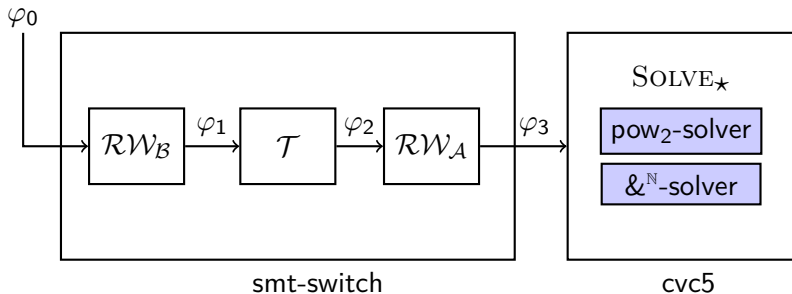 φ₀
SOLVE⋆
RW_B φ₁ T φ₂ RW_A φ₃
pow₂-solver
&ᴺ-solver
smt-switch cvc5